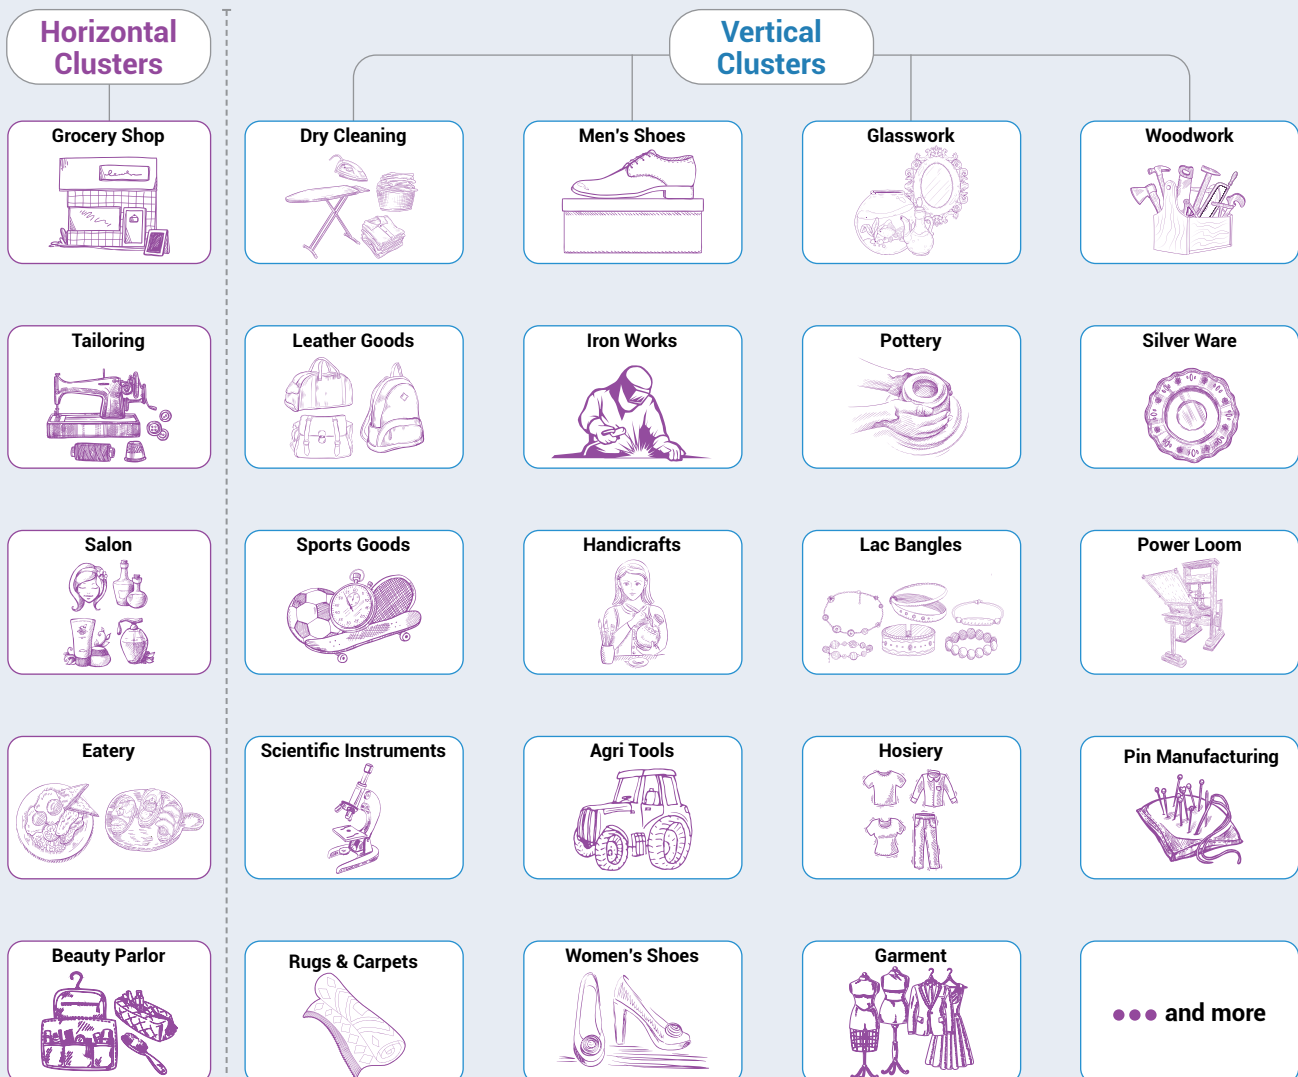 Horizontal
Clusters
Vertical
Clusters
Grocery Shop
Dry Cleaning
Men's Shoes
Glasswork
Woodwork
Tailoring
Leather Goods
Iron Works
Pottery
Silver Ware
Salon
Sports Goods
Handicrafts
Lac Bangles
Power Loom
Eatery
Scientific Instruments
Agri Tools
Hosiery
Pin Manufacturing
Beauty Parlor
Rugs & Carpets
Women's Shoes
Garment
●●● and more